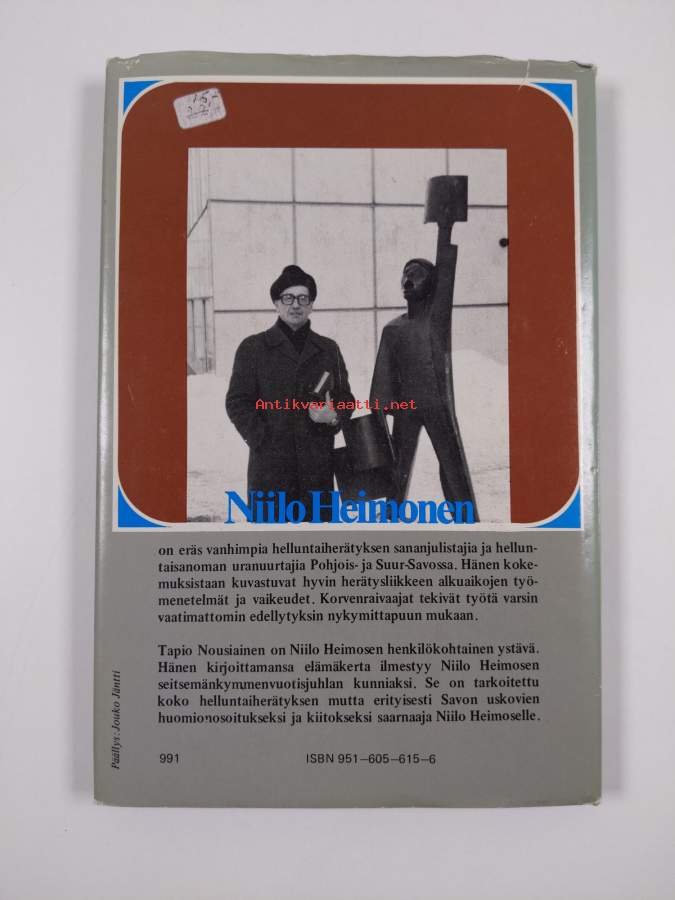 Antikvariaatti.net
Niilo Heimonen
on eräs vanhimpia helluntaiherätyksen sananjulistajia ja hellun-
taisanoman uranuurtajia Pohjois- ja Suur-Savossa. Hänen koke-
muksistaan kuvastuvat hyvin herätysliikkeen alkuaikojen työ-
menetelmät ja vaikeudet. Korvenraivaajat tekivät työtä varsin
vaatimattomin edellytyksin nykymittapuun mukaan.
Tapio Nousiainen on Niilo Heimosen henkilökohtainen ystävä.
Hänen kirjoittamansa elämäkerta ilmestyy Niilo Heimosen
seitsemänkymmenvuotisjuhlan kunniaksi. Se on tarkoitettu
koko helluntaiherätyksen mutta erityisesti Savon uskovien
huomionosoitukseksi ja kiitokseksi saarnaaja Niilo Heimoselle.
Päällys: Jouko Jäntti
991
ISBN 951–605–615–6